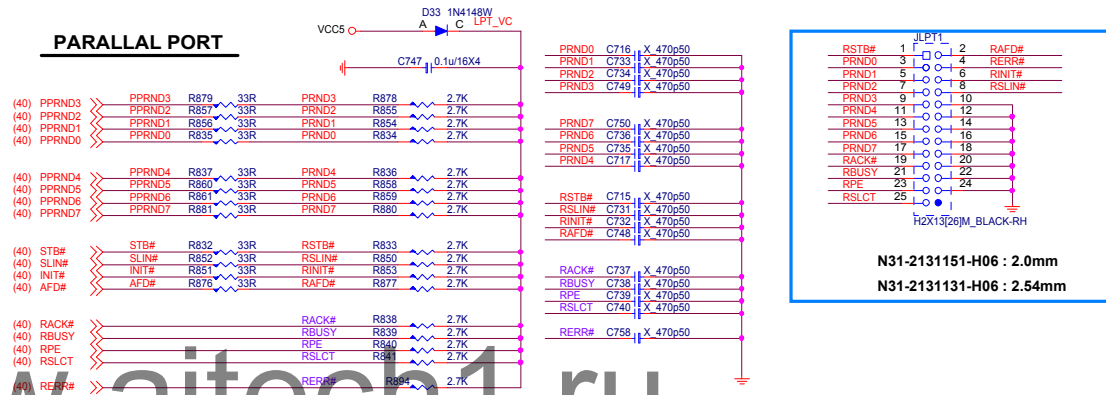 PARALLAL PORT
VCC5
D33 1N4148W
A C LPT_VC
C747 0.1u/16X4
(40) PPRND3 PPRND3 R879 33R PRND3 R878 2.7K
(40) PPRND2 PPRND2 R857 33R PRND2 R855 2.7K
(40) PPRND1 PPRND1 R856 33R PRND1 R854 2.7K
(40) PPRND0 PPRND0 R835 33R PRND0 R834 2.7K
(40) PPRND4 PPRND4 R837 33R PRND4 R836 2.7K
(40) PPRND5 PPRND5 R860 33R PRND5 R858 2.7K
(40) PPRND6 PPRND6 R861 33R PRND6 R859 2.7K
(40) PPRND7 PPRND7 R881 33R PRND7 R880 2.7K
(40) STB# STB# R832 33R RSTB# R833 2.7K
(40) SLIN# SLIN# R852 33R RSLIN# R850 2.7K
(40) INIT# INIT# R851 33R RINIT# R853 2.7K
(40) AFD# AFD# R876 33R RAFD# R877 2.7K
(40) RACK# RACK# R838 2.7K
(40) RBUSY RBUSY R839 2.7K
(40) RPE RPE R840 2.7K
(40) RSLCT RSLCT R841 2.7K
(40) RERR# RERR# R894 2.7K
PRND0 C716 X_470p50
PRND1 C733 X_470p50
PRND2 C734 X_470p50
PRND3 C749 X_470p50
PRND7 C750 X_470p50
PRND6 C736 X_470p50
PRND5 C735 X_470p50
PRND4 C717 X_470p50
RSTB# C715 X_470p50
RSLIN# C731 X_470p50
RINIT# C732 X_470p50
RAFD# C748 X_470p50
RACK# C737 X_470p50
RBUSY C738 X_470p50
RPE C739 X_470p50
RSLCT C740 X_470p50
RERR# C758 X_470p50
JLPT1
RSTB# 1 2 RAFD#
PRND0 3 4 RERR#
PRND1 5 6 RINIT#
PRND2 7 8 RSLIN#
PRND3 9 10
PRND4 11 12
PRND5 13 14
PRND6 15 16
PRND7 17 18
RACK# 19 20
RBUSY 21 22
RPE 23 24
RSLCT 25
H2X13[26]M_BLACK-RH
N31-2131151-H06 : 2.0mm
N31-2131131-H06 : 2.54mm
w.aitech1.ru